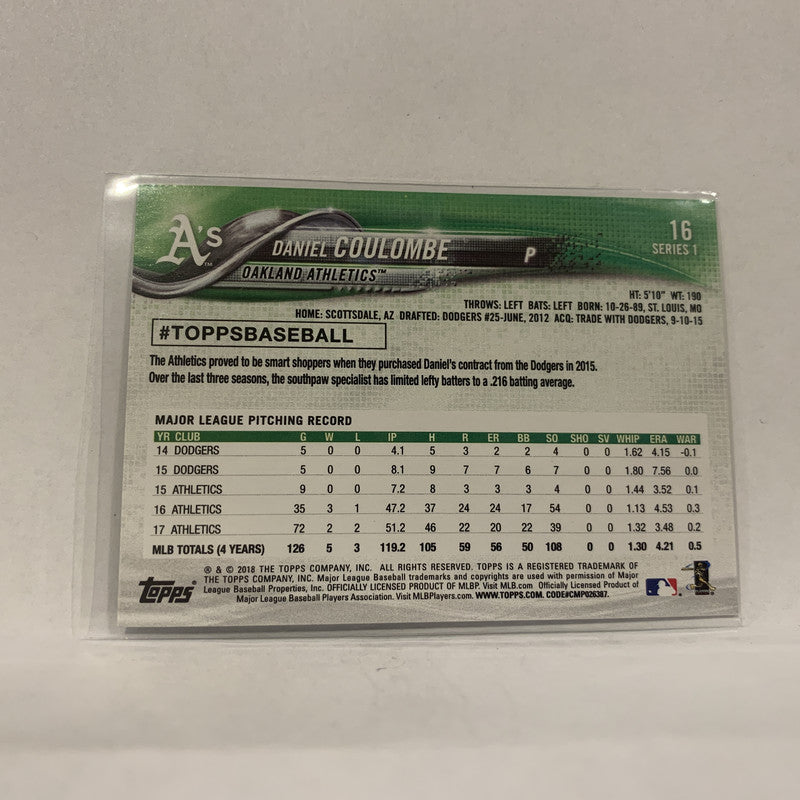 A's
DANIEL COULOMBE P
OAKLAND ATHLETICS™
16
SERIES 1
HT: 5'10" WT: 190
THROWS: LEFT BATS: LEFT BORN: 10-26-89, ST. LOUIS, MO
HOME: SCOTTSDALE, AZ DRAFTED: DODGERS #25-JUNE, 2012 ACQ: TRADE WITH DODGERS, 9-10-15
#TOPPSBASEBALL
The Athletics proved to be smart shoppers when they purchased Daniel's contract from the Dodgers in 2015.
Over the last three seasons, the southpaw specialist has limited lefty batters to a .216 batting average.
MAJOR LEAGUE PITCHING RECORD
YR CLUB G W L IP H R ER BB SO SHO SV WHIP ERA WAR
14 DODGERS 5 0 0 4.1 5 3 2 2 4 0 0 1.62 4.15 -0.1
15 DODGERS 5 0 0 8.1 9 7 7 6 7 0 0 1.80 7.56 0.0
15 ATHLETICS 9 0 0 7.2 8 3 3 3 4 0 0 1.44 3.52 0.1
16 ATHLETICS 35 3 1 47.2 37 24 24 17 54 0 0 1.13 4.53 0.3
17 ATHLETICS 72 2 2 51.2 46 22 20 22 39 0 0 1.32 3.48 0.2
MLB TOTALS (4 YEARS) 126 5 3 119.2 105 59 56 50 108 0 0 1.30 4.21 0.5
Topps
® & © 2018 THE TOPPS COMPANY, INC. ALL RIGHTS RESERVED. TOPPS IS A REGISTERED TRADEMARK OF
THE TOPPS COMPANY, INC. Major League Baseball trademarks and copyrights are used with permission of Major
League Baseball Properties, Inc. OFFICIALLY LICENSED PRODUCT OF MLBP. Visit MLB.com Officially Licensed Product of
Major League Baseball Players Association. Visit MLBPlayers.com. WWW.TOPPS.COM. CODE#CMP026387.